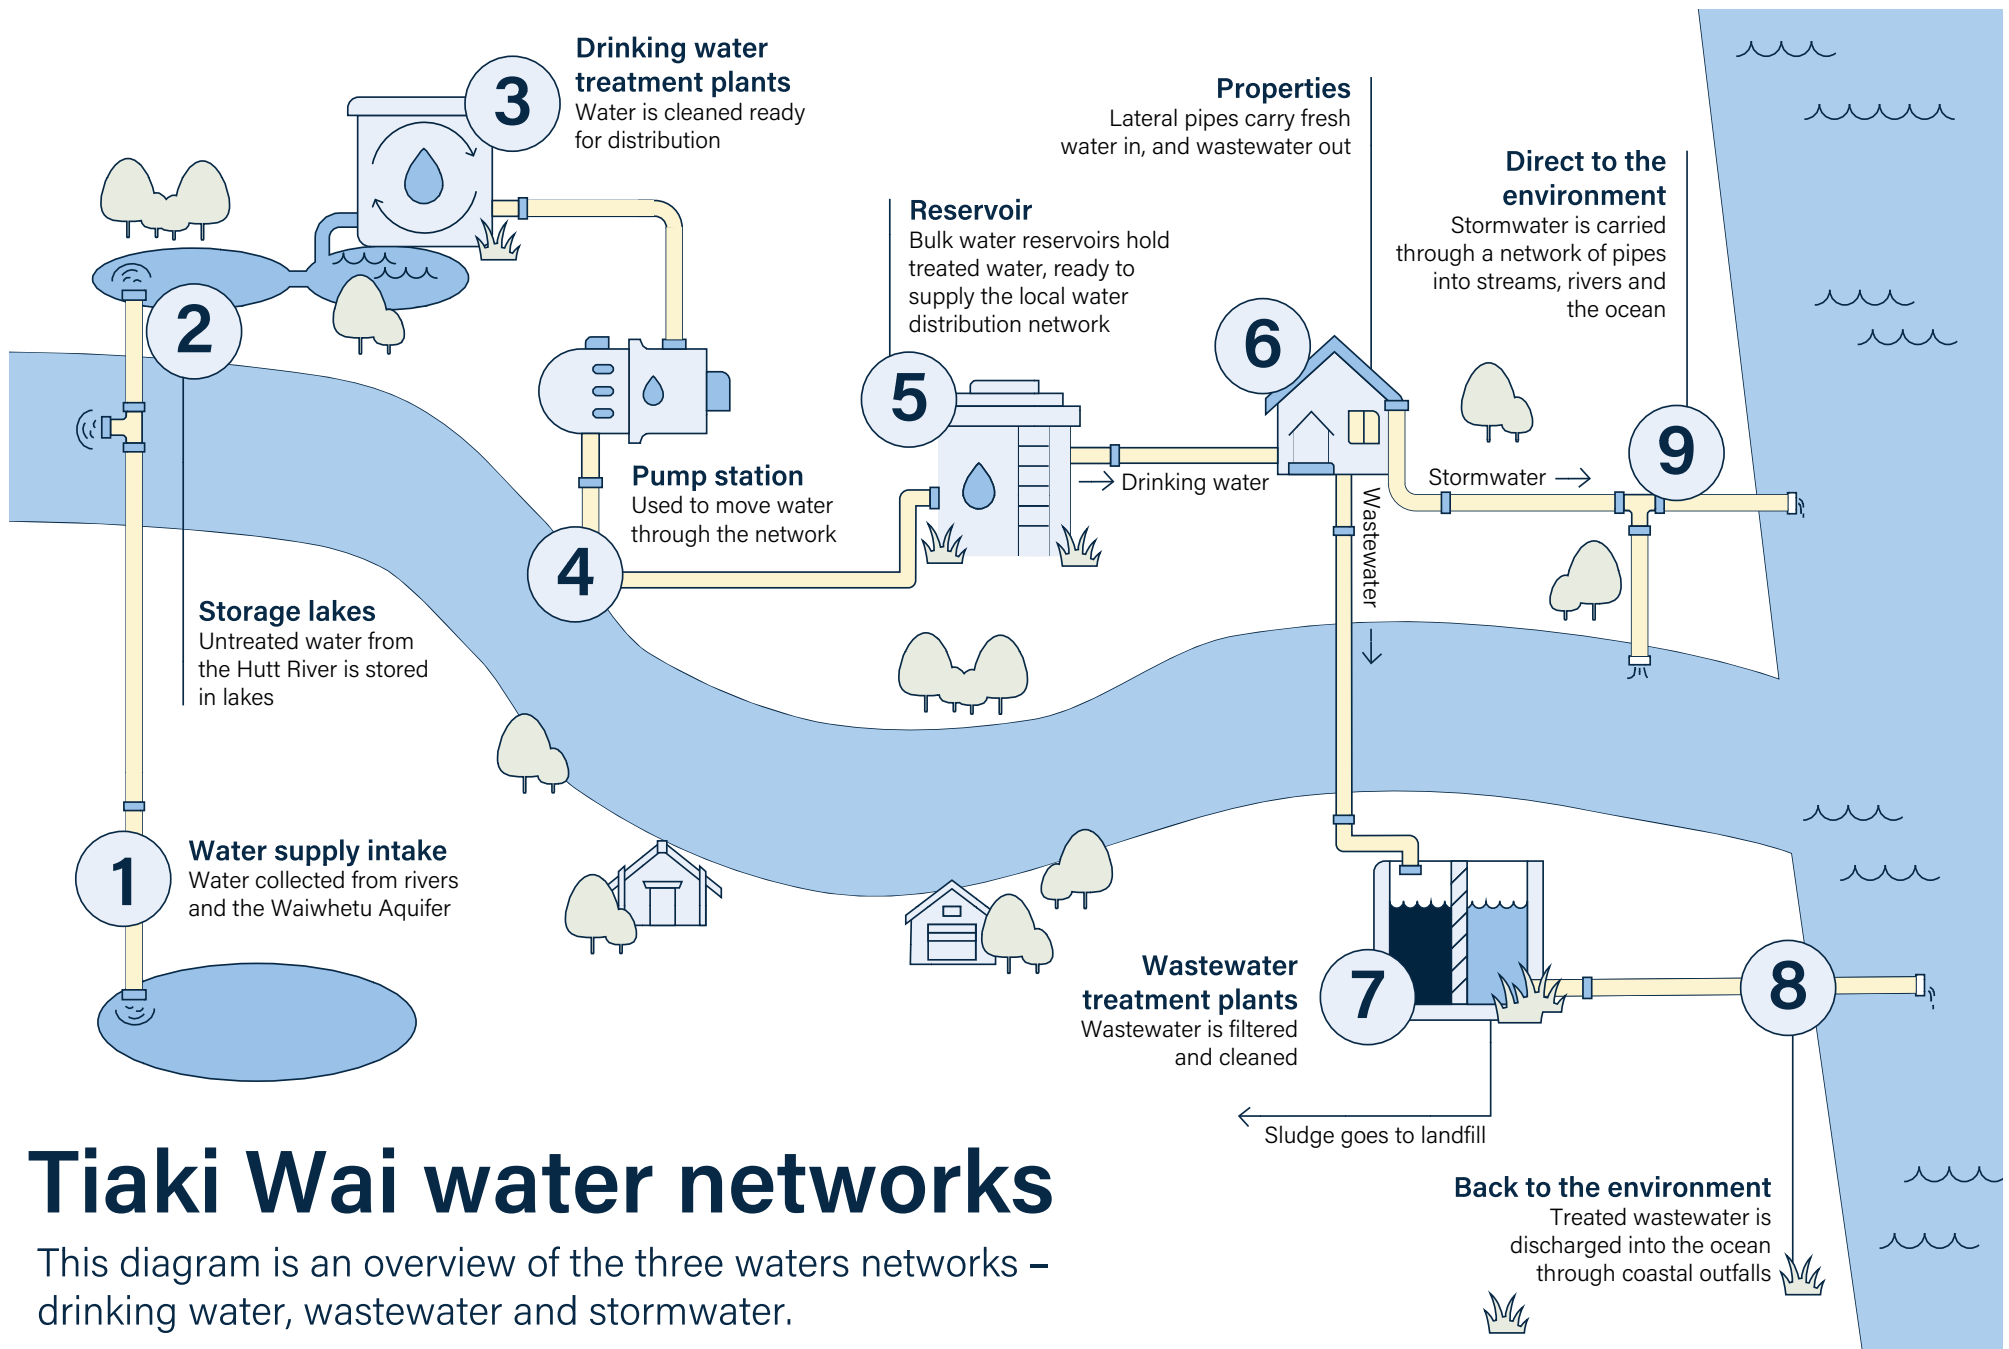 3
Drinking water
treatment plants
Water is cleaned ready
for distribution
Properties
Lateral pipes carry fresh
water in, and wastewater out
Direct to the
environment
Stormwater is carried
through a network of pipes
into streams, rivers and
the ocean
Reservoir
Bulk water reservoirs hold
treated water, ready to
supply the local water
distribution network
2
6
5
9
Pump station
Used to move water
through the network
Drinking water
Stormwater
Wastewater
4
Storage lakes
Untreated water from
the Hutt River is stored
in lakes
1
Water supply intake
Water collected from rivers
and the Waiwhetu Aquifer
Wastewater
treatment plants
Wastewater is filtered
and cleaned
7
8
Sludge goes to landfill
Back to the environment
Treated wastewater is
discharged into the ocean
through coastal outfalls
Tiaki Wai water networks
This diagram is an overview of the three waters networks –
drinking water, wastewater and stormwater.